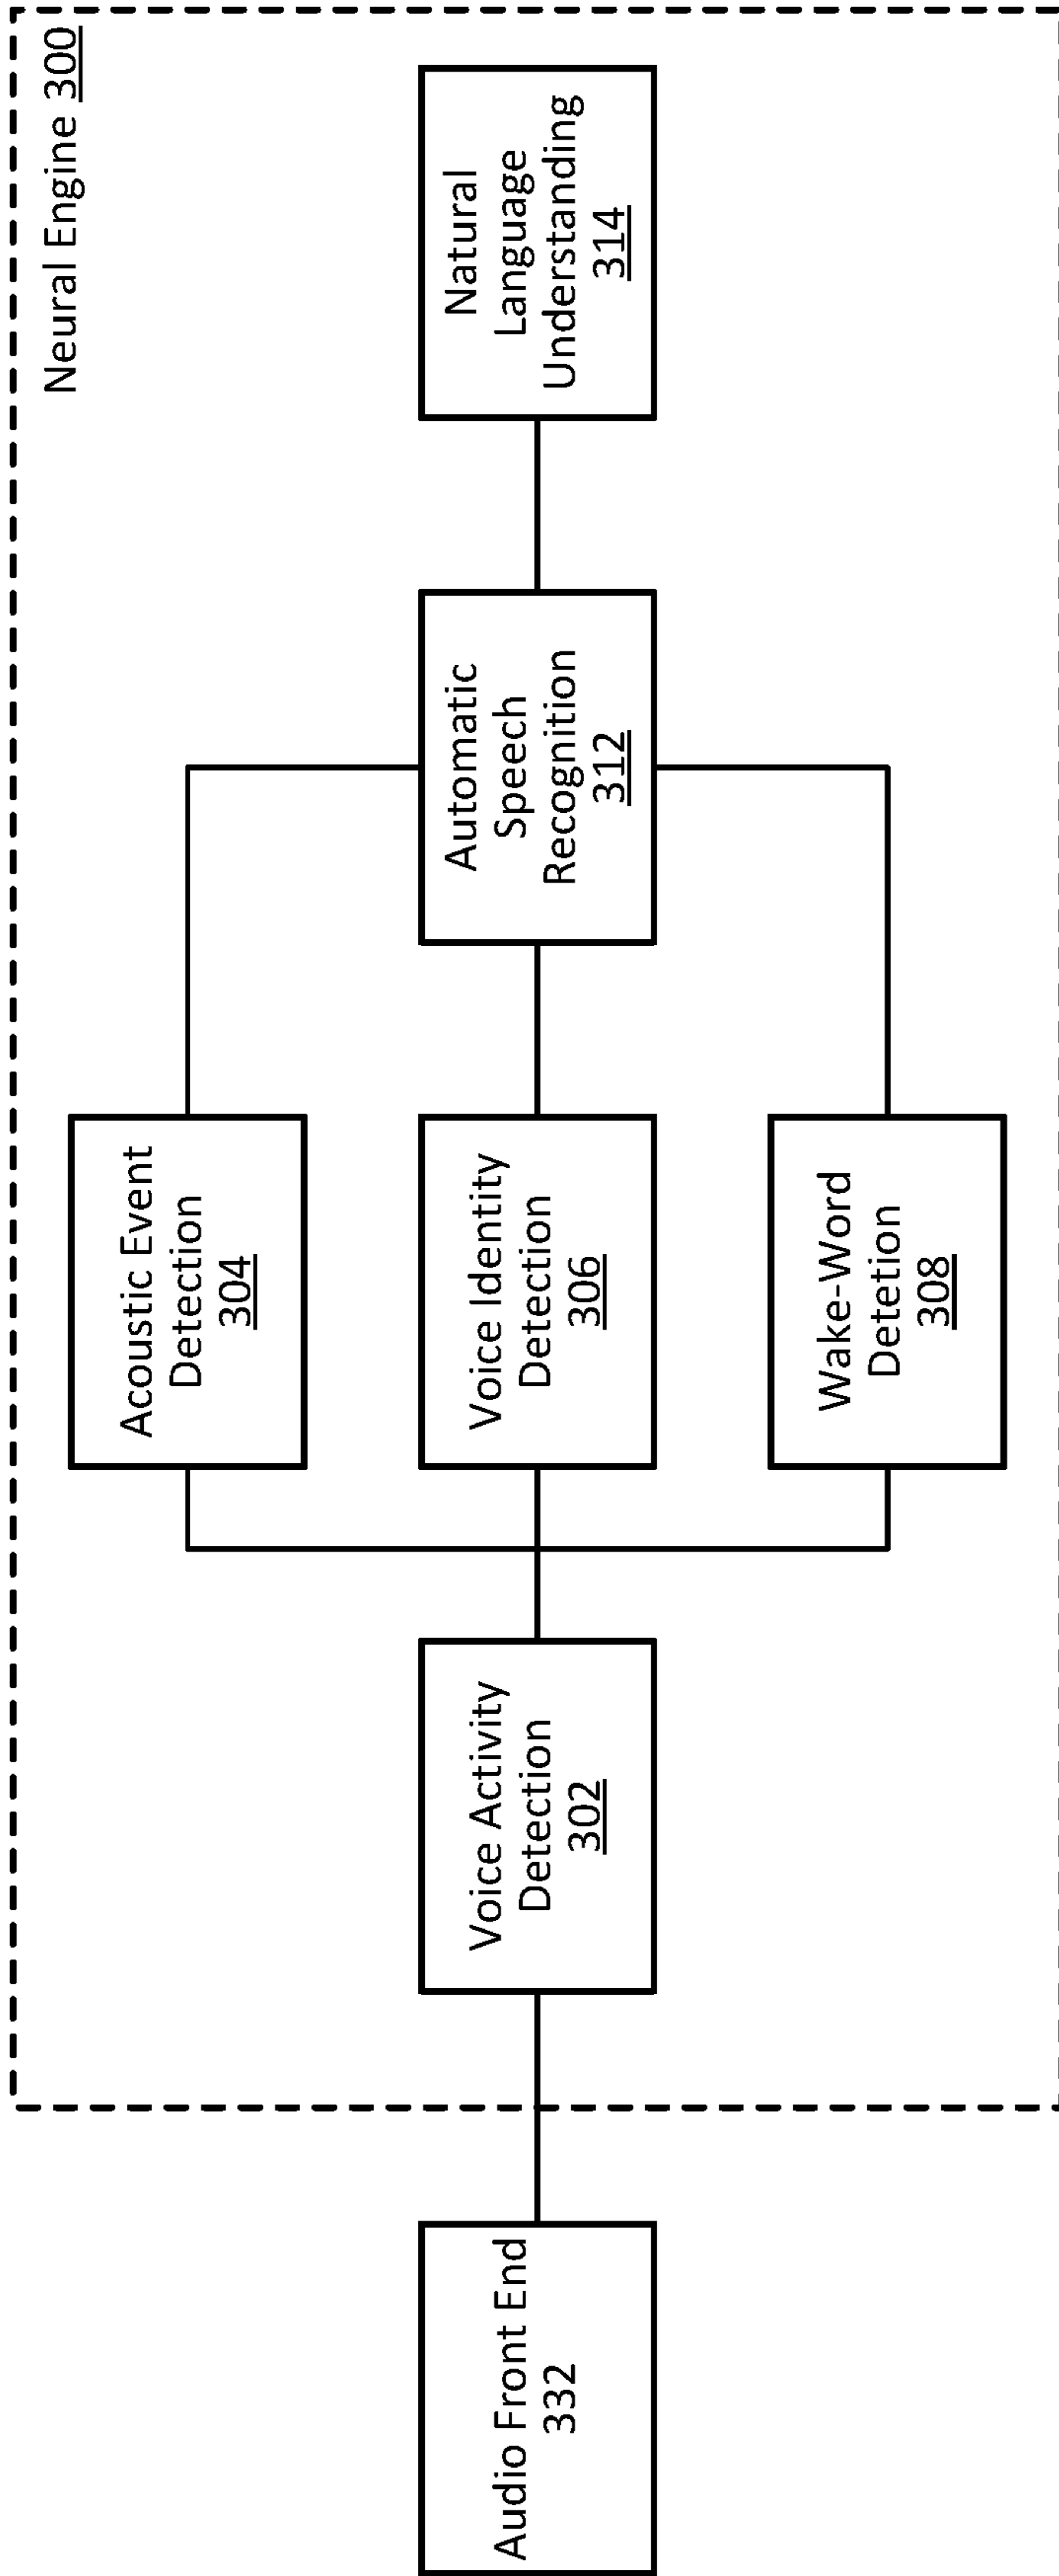 Neural Engine 300
Audio Front End
332
Voice Activity
Detection
302
Acoustic Event
Detection
304
Voice Identity
Detection
306
Wake-Word
Detetion
308
Automatic
Speech
Recognition
312
Natural
Language
Understanding
314